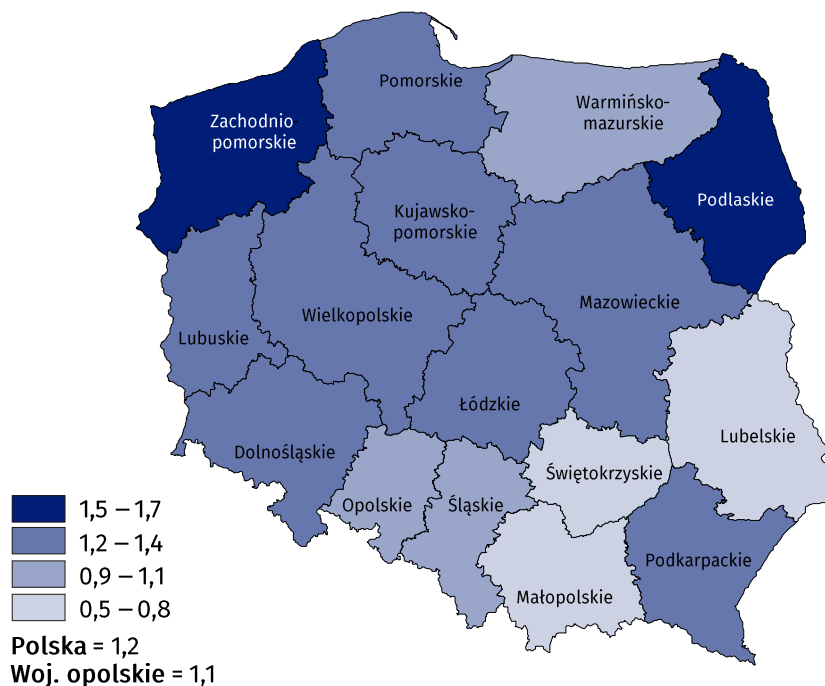 Pomorskie
Zachodnio-
pomorskie
Warmińsko-
mazurskie
Podlaskie
Kujawsko-
pomorskie
Mazowieckie
Wielkopolskie
Lubuskie
Łódzkie
Lubelskie
Dolnośląskie
Świętokrzyskie
Opolskie
Śląskie
Podkarpackie
Małopolskie
1,5 – 1,7
1,2 – 1,4
0,9 – 1,1
0,5 – 0,8
Polska = 1,2
Woj. opolskie = 1,1